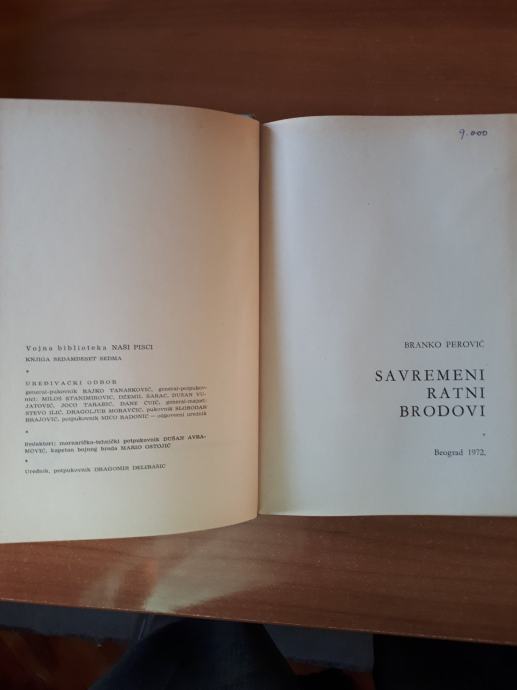 Vojna biblioteka NAŠI PISCI
KNJIGA SEDAMDESET SEDMA
*
UREĐIVAČKI ODBOR
general-pukovnik RAJKO TANASKOVIĆ, general-potpukov-
nici: MILOŠ STANIMIROVIĆ, DŽEMIL ŠARAC, DUŠAN VU-
JATOVIĆ, JOCO TARABIĆ, DANE ĆUIĆ, general-majori:
STEVO ILIĆ, DRAGOLJUB MORAVČIĆ, pukovnik SLOBODAN
BRAJOVIĆ, potpukovnik MIĆO RADONIĆ — odgovorni urednik
*
Redaktori: mornaričko-tehnički potpukovnik DUŠAN AVRA-
MOVIĆ, kapetan bojnog broda MARIO OSTOJIĆ
*
Urednik, potpukovnik DRAGOMIR DELIBAŠIĆ
9.000
BRANKO PEROVIĆ
SAVREMENI
RATNI
BRODOVI
*
Beograd 1972,